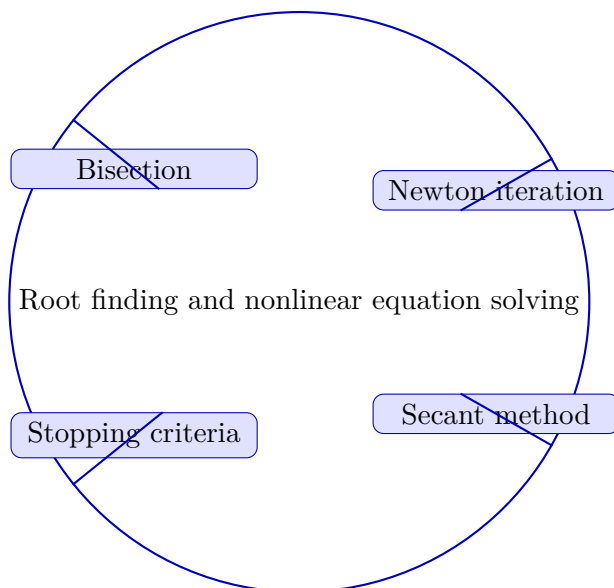 Bisection
Newton iteration
Root finding and nonlinear equation solving
Secant method
Stopping criteria